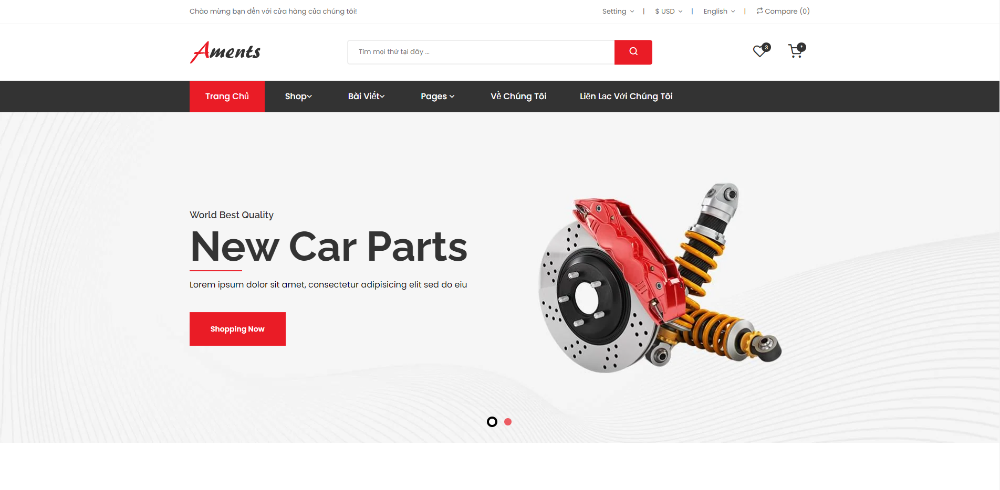 Chào mừng bạn đến với cửa hàng của chúng tôi!
Setting | $ USD | English | Compare (0)
Aments
Tìm mọi thứ tại đây ...
3
*
Trang Chủ Shop Bài Viết Pages Về Chúng Tôi Liện Lạc Với Chúng Tôi
World Best Quality
New Car Parts
Lorem ipsum dolor sit amet, consectetur adipisicing elit sed do eiu
Shopping Now